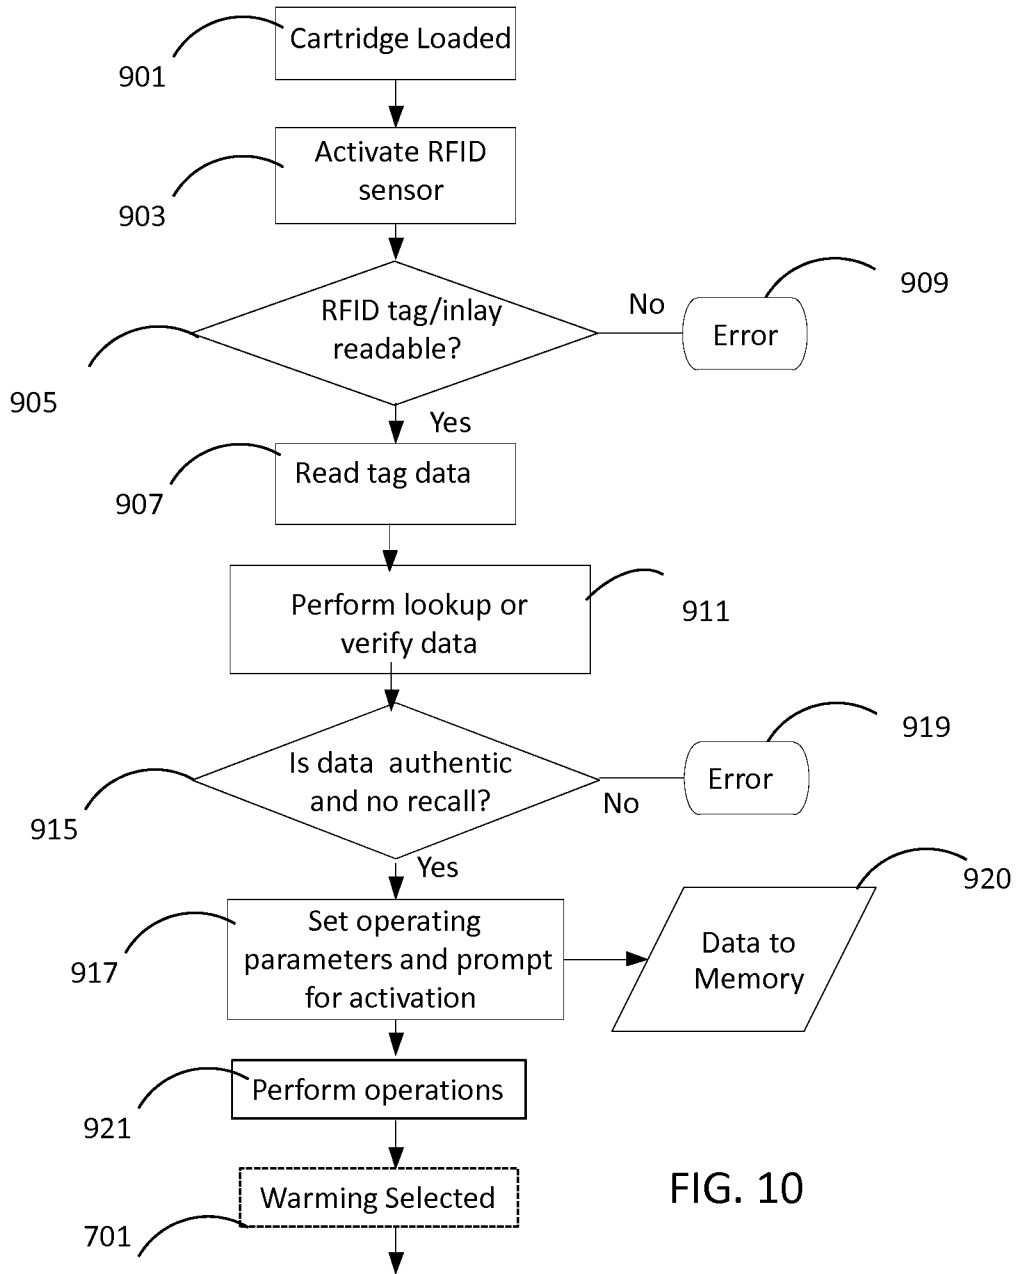 Cartridge Loaded
901
Activate RFID
sensor
903
RFID tag/inlay
readable?
905
No
Error
909
Yes
Read tag data
907
Perform lookup or
verify data
911
Is data authentic
and no recall?
915
No
Error
919
Yes
Set operating
parameters and prompt
for activation
917
Data to
Memory
920
Perform operations
921
Warming Selected
701
FIG. 10